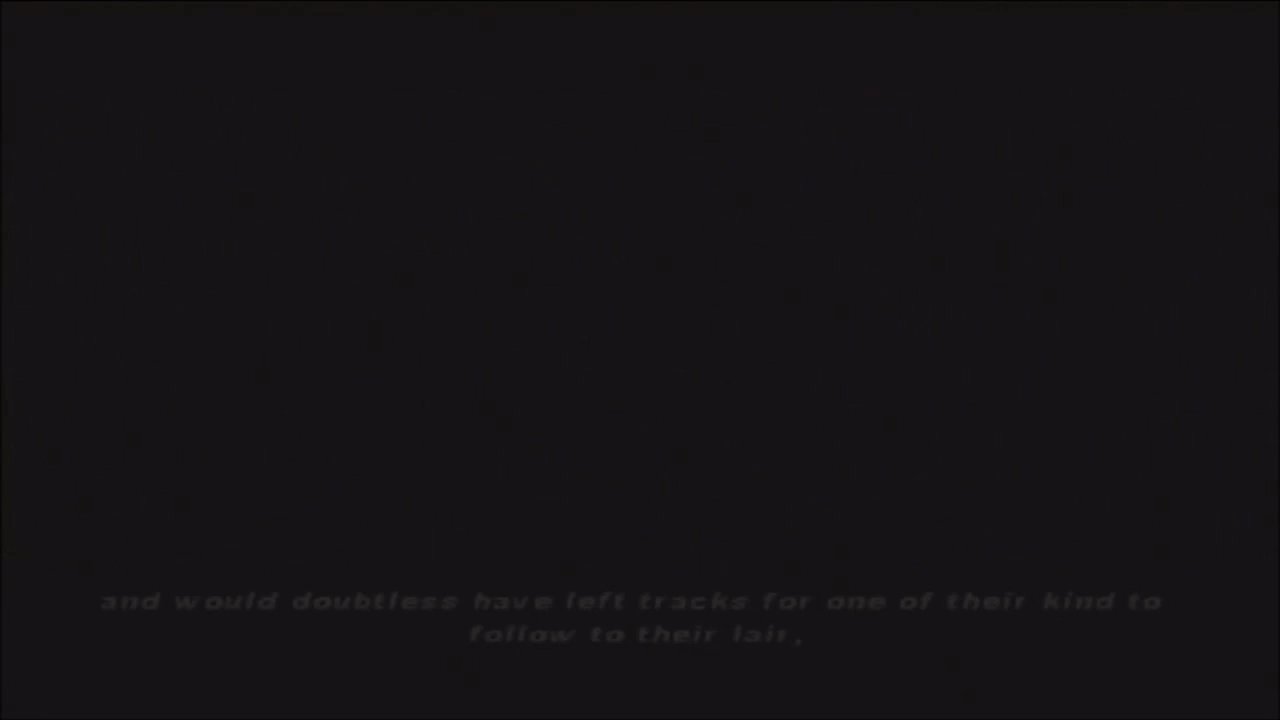 and would doubtless have left tracks for one of their kind to
follow to their lair,